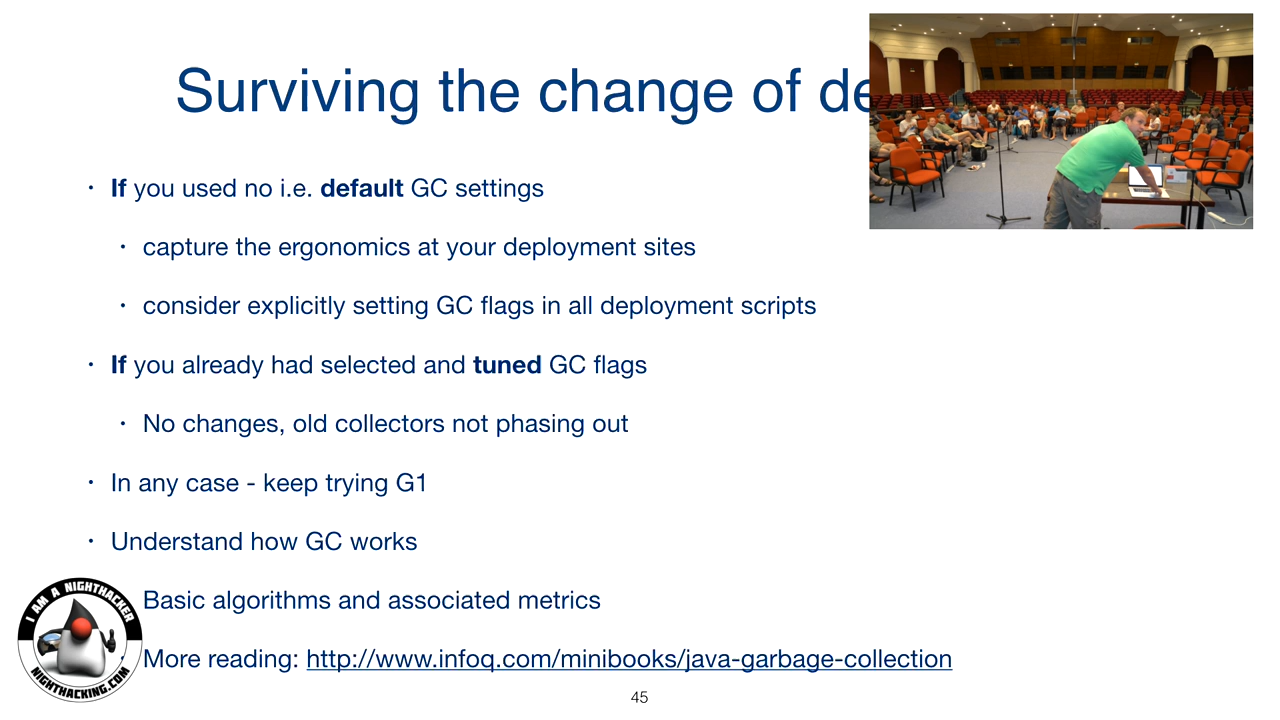 Surviving the change of de
• If you used no i.e. default GC settings
• capture the ergonomics at your deployment sites
• consider explicitly setting GC flags in all deployment scripts
• If you already had selected and tuned GC flags
• No changes, old collectors not phasing out
• In any case - keep trying G1
• Understand how GC works
Basic algorithms and associated metrics
• More reading: http://www.infoq.com/minibooks/java-garbage-collection
I AM A NIGHTHACKER
NIGHTHACKING.COM
45